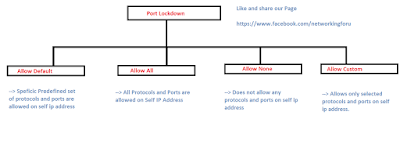 Port Lockdown
Like and share our Page
https://www.facebook.com/networkingforu
Allow Default
Allow All
Allow None
Allow Custom
--> Speficic Predefined set
of protocols and ports are
allowed on Self ip address
--> All Protocols and Ports are
allowed on Self IP Address
--> Does not allow any
protocols and ports on self ip
address
--> Allows only selected
protocols and ports on self
ip address.